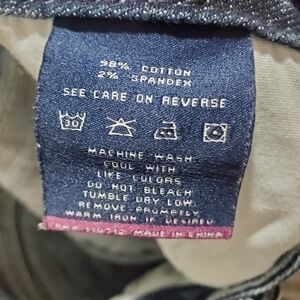 98% COTTON
2% SPANDEX
SEE CARE ON REVERSE
30
MACHINE WASH
COOL WITH
LIKE COLORS
DO NOT BLEACH
TUMBLE DRY LOW.
REMOVE PROMPTLY
WARM IRON IF DESIRED
MADE IN CHINA